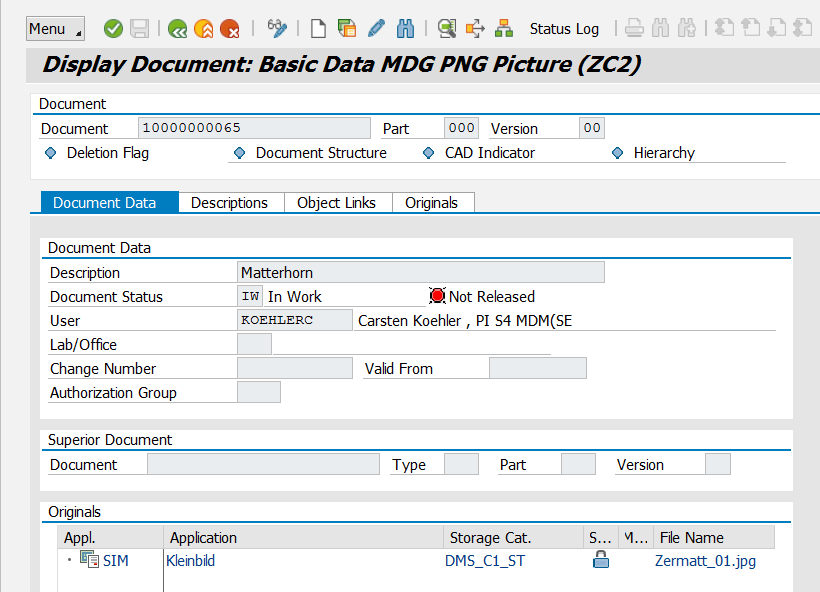 Menu Status Log
Display Document: Basic Data MDG PNG Picture (ZC2)
Document
Document 10000000065 Part 000 Version 00
Deletion Flag Document Structure CAD Indicator Hierarchy
Document Data Descriptions Object Links Originals
Document Data
Description Matterhorn
Document Status IW In Work Not Released
User KOEHLERC Carsten Koehler , PI S4 MDM(SE
Lab/Office
Change Number Valid From
Authorization Group
Superior Document
Document Type Part Version
Originals
Appl. Application Storage Cat. S... M... File Name
SIM Kleinbild DMS_C1_ST Zermatt_01.jpg